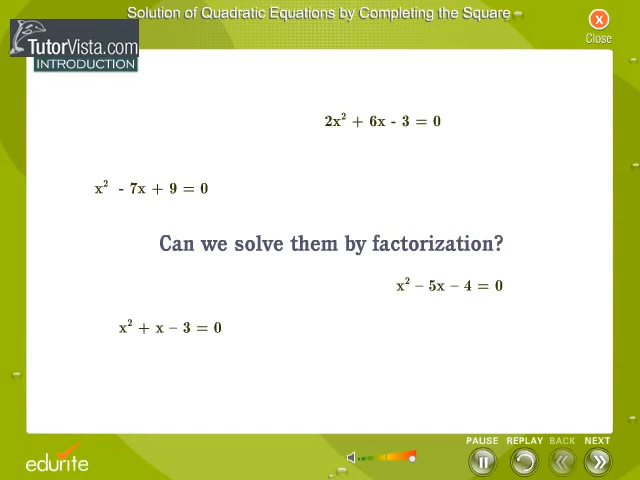 Solution of Quadratic Equations by Completing the Square
Close
TutorVista.com
INTRODUCTION
2x² + 6x - 3 = 0
x² - 7x + 9 = 0
Can we solve them by factorization?
x² – 5x – 4 = 0
x² + x – 3 = 0
PAUSE REPLAY BACK NEXT
edurite